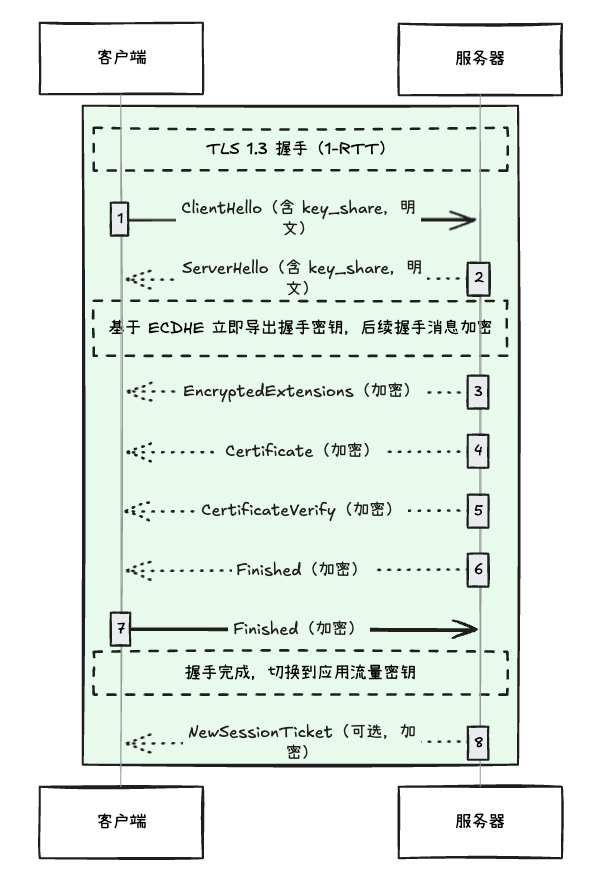 客户端
服务器
TLS 1.3 握手（1-RTT）
1
ClientHello（含 key_share，明
文）
ServerHello（含 key_share，明
文）
2
基于 ECDHE 立即导出握手密钥，后续握手消息加密
EncryptedExtensions（加密）
3
Certificate（加密）
4
CertificateVerify（加密）
5
Finished（加密）
6
7
Finished（加密）
握手完成，切换到应用流量密钥
NewSessionTicket（可选，加
密）
8
客户端
服务器